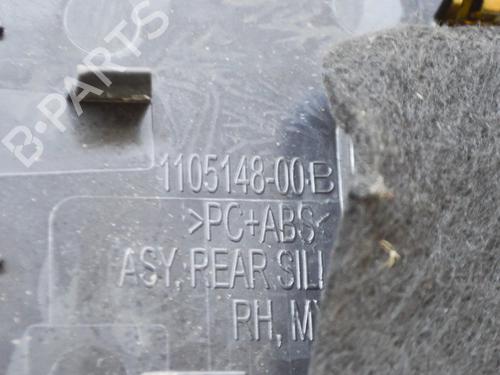 B-PARTS
1105148-00-B
>PC+ABS<
ASY, REAR SILL
RH, MY